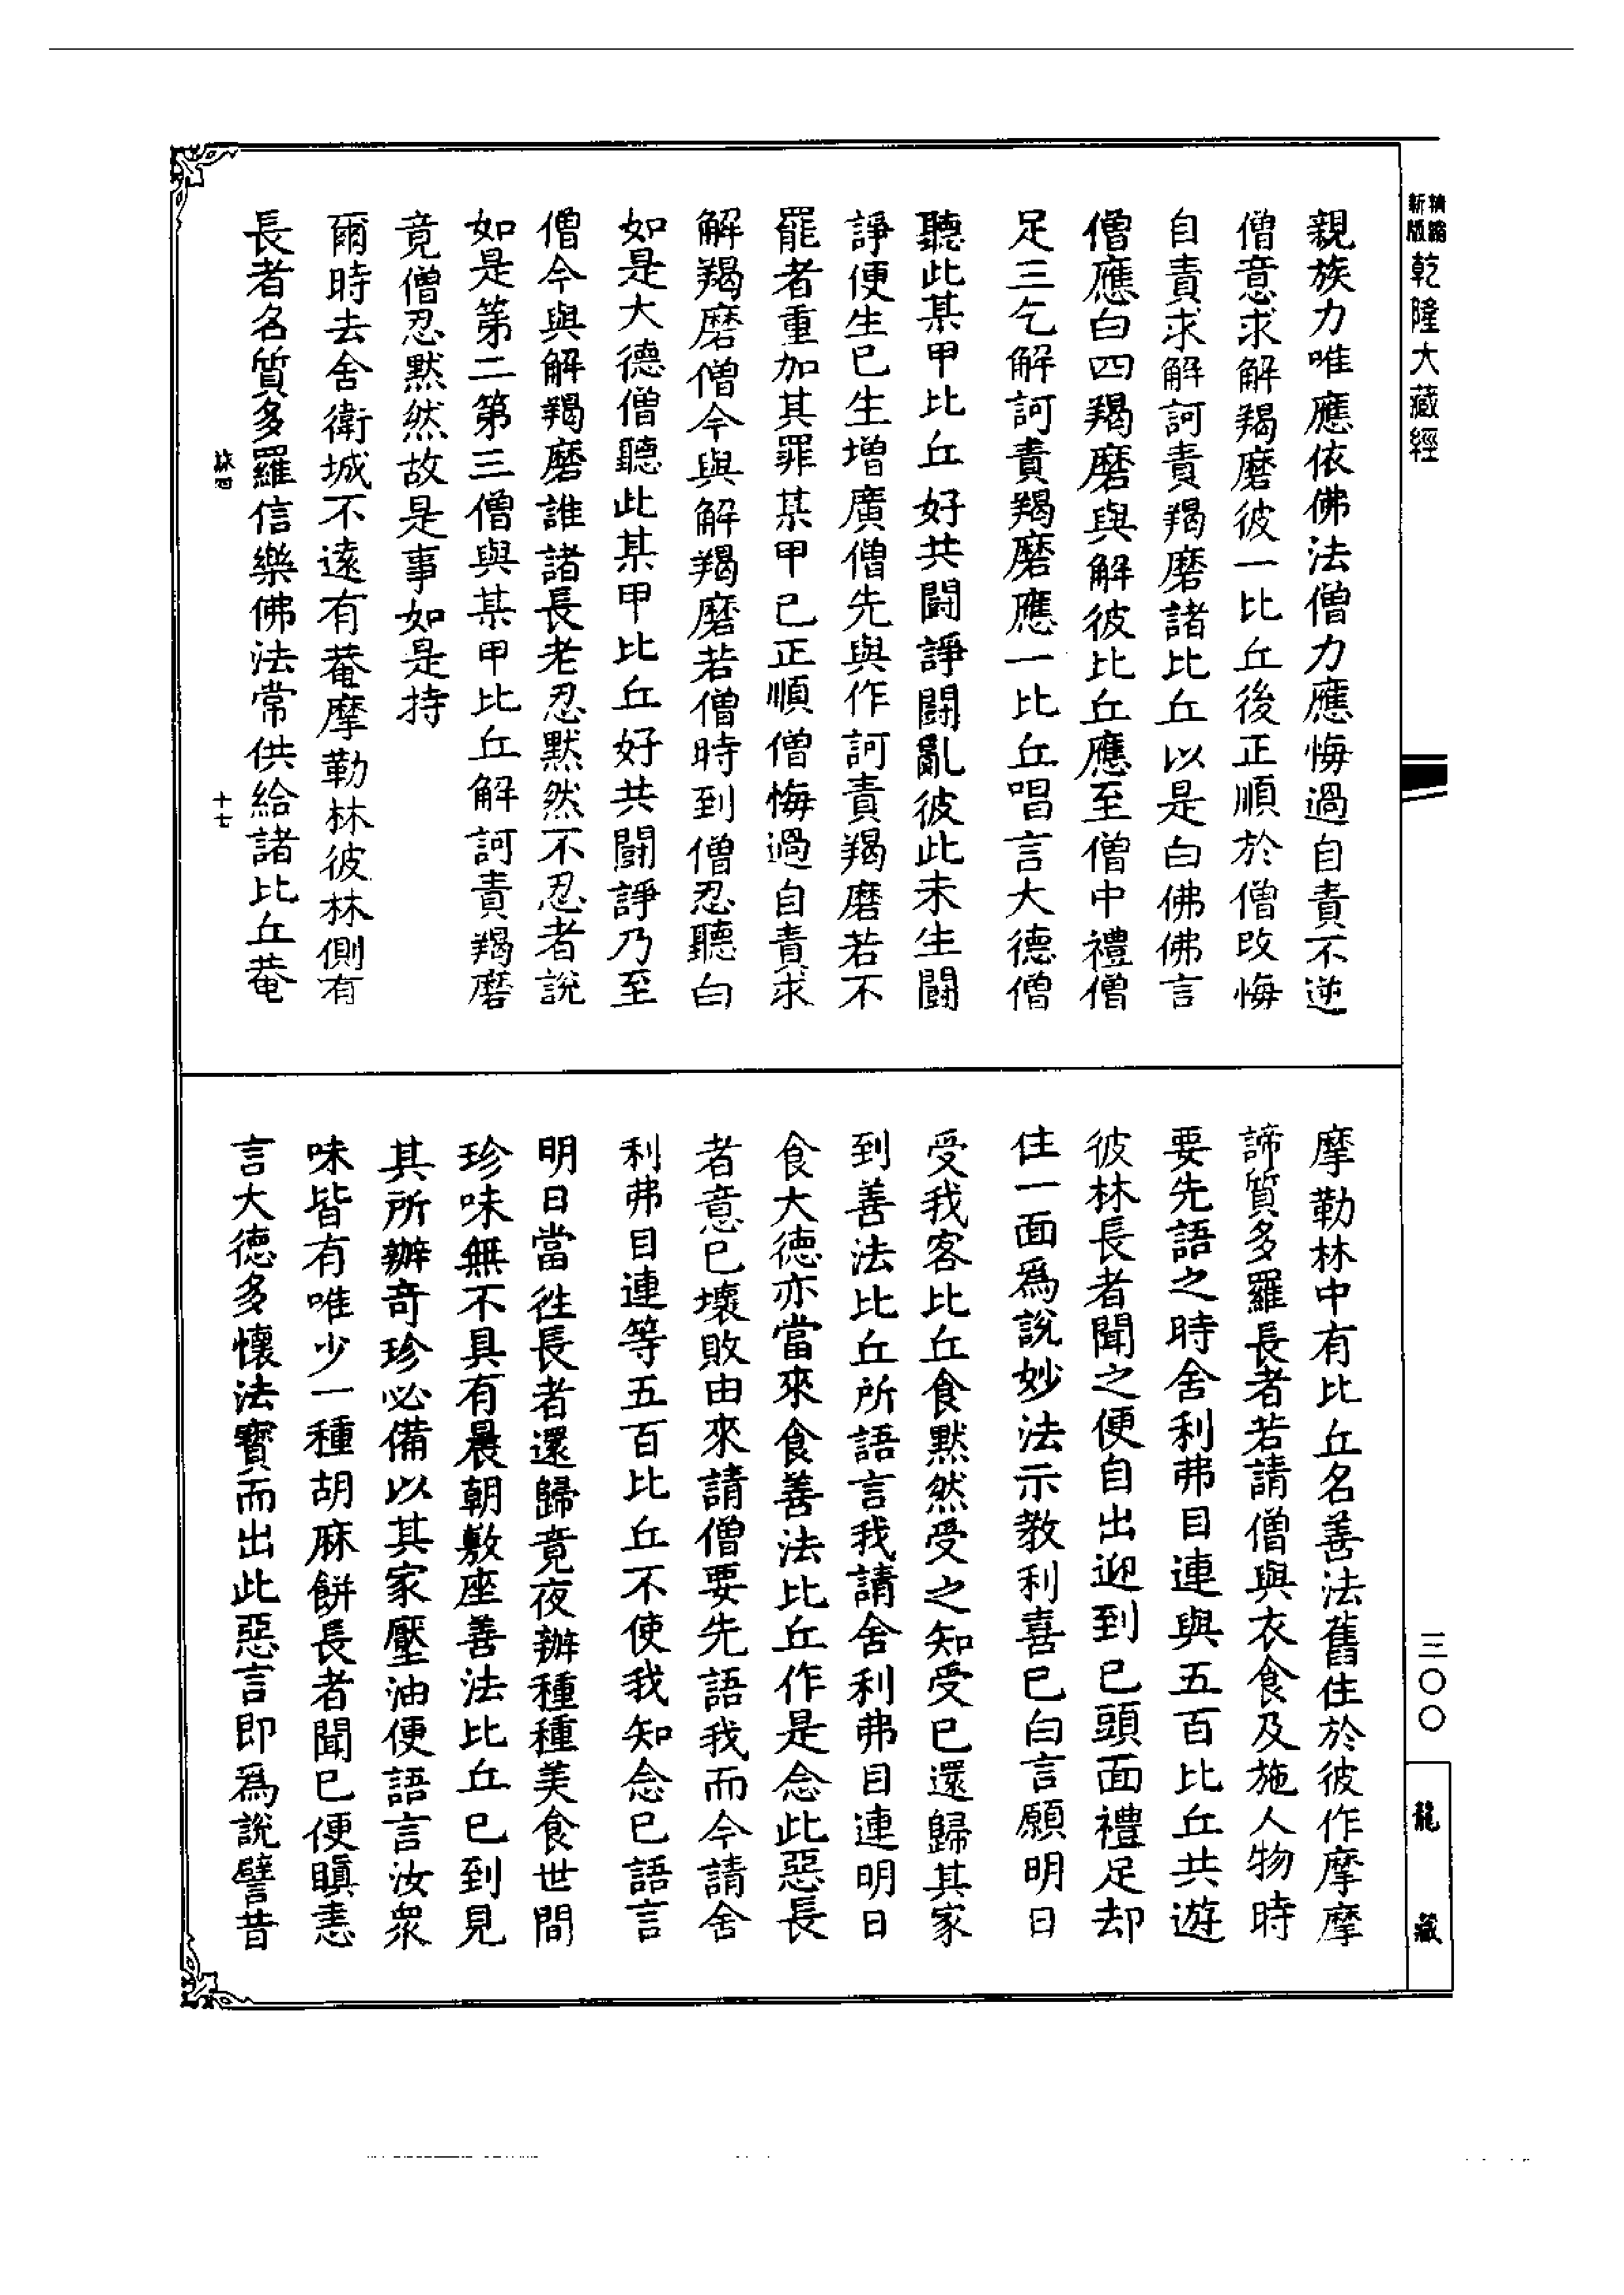 精縮
新版
乾隆大藏經
親族力唯應依佛法僧力應悔過自責不逆
僧意求解羯磨彼一比丘後正順於僧改悔
自責求解訶責羯磨諸比丘以是白佛佛言
僧應白四羯磨與解彼比丘應至僧中禮僧
足三乞解訶責羯磨應一比丘唱言大德僧
聽此某甲比丘好共鬪諍鬪亂彼此未生鬪
諍便生已生增廣僧先與作訶責羯磨若不
罷者重加其罪某甲已正順僧悔過自責求
解羯磨僧今與解羯磨若僧時到僧忍聽白
如是大德僧聽此某甲比丘好共鬪諍乃至
僧今與解羯磨誰諸長老忍默然不忍者說
如是第二第三僧與某甲比丘解訶責羯磨
竟僧忍默然故是事如是持
爾時去舍衛城不遠有菴摩勒林彼林側有
長者名質多羅信樂佛法常供給諸比丘菴
十七
摩勒林中有比丘名善法舊住於彼作摩摩
諦質多羅長者若請僧與衣食及施人物時
要先語之時舍利弗目連與五百比丘共遊
彼林長者聞之便自出迎到已頭面禮足却
住一面爲說妙法示教利喜已白言願明日
受我客比丘食默然受之知受已還歸其家
到善法比丘所語言我請舍利弗目連明日
食大德亦當來食善法比丘作是念此惡長
者意已壞敗由來請僧要先語我而今請舍
利弗目連等五百比丘不使我知念已語言
明日當往長者還歸竟夜辦種種美食世間
珍味無不具有晨朝敷座善法比丘已到見
其所辦奇珍必備以其家壓油便語言汝衆
味皆有唯少一種胡麻餅長者聞已便瞋恚
言大德多懷法寶而出此惡言即爲說譬昔
三〇〇
龍藏